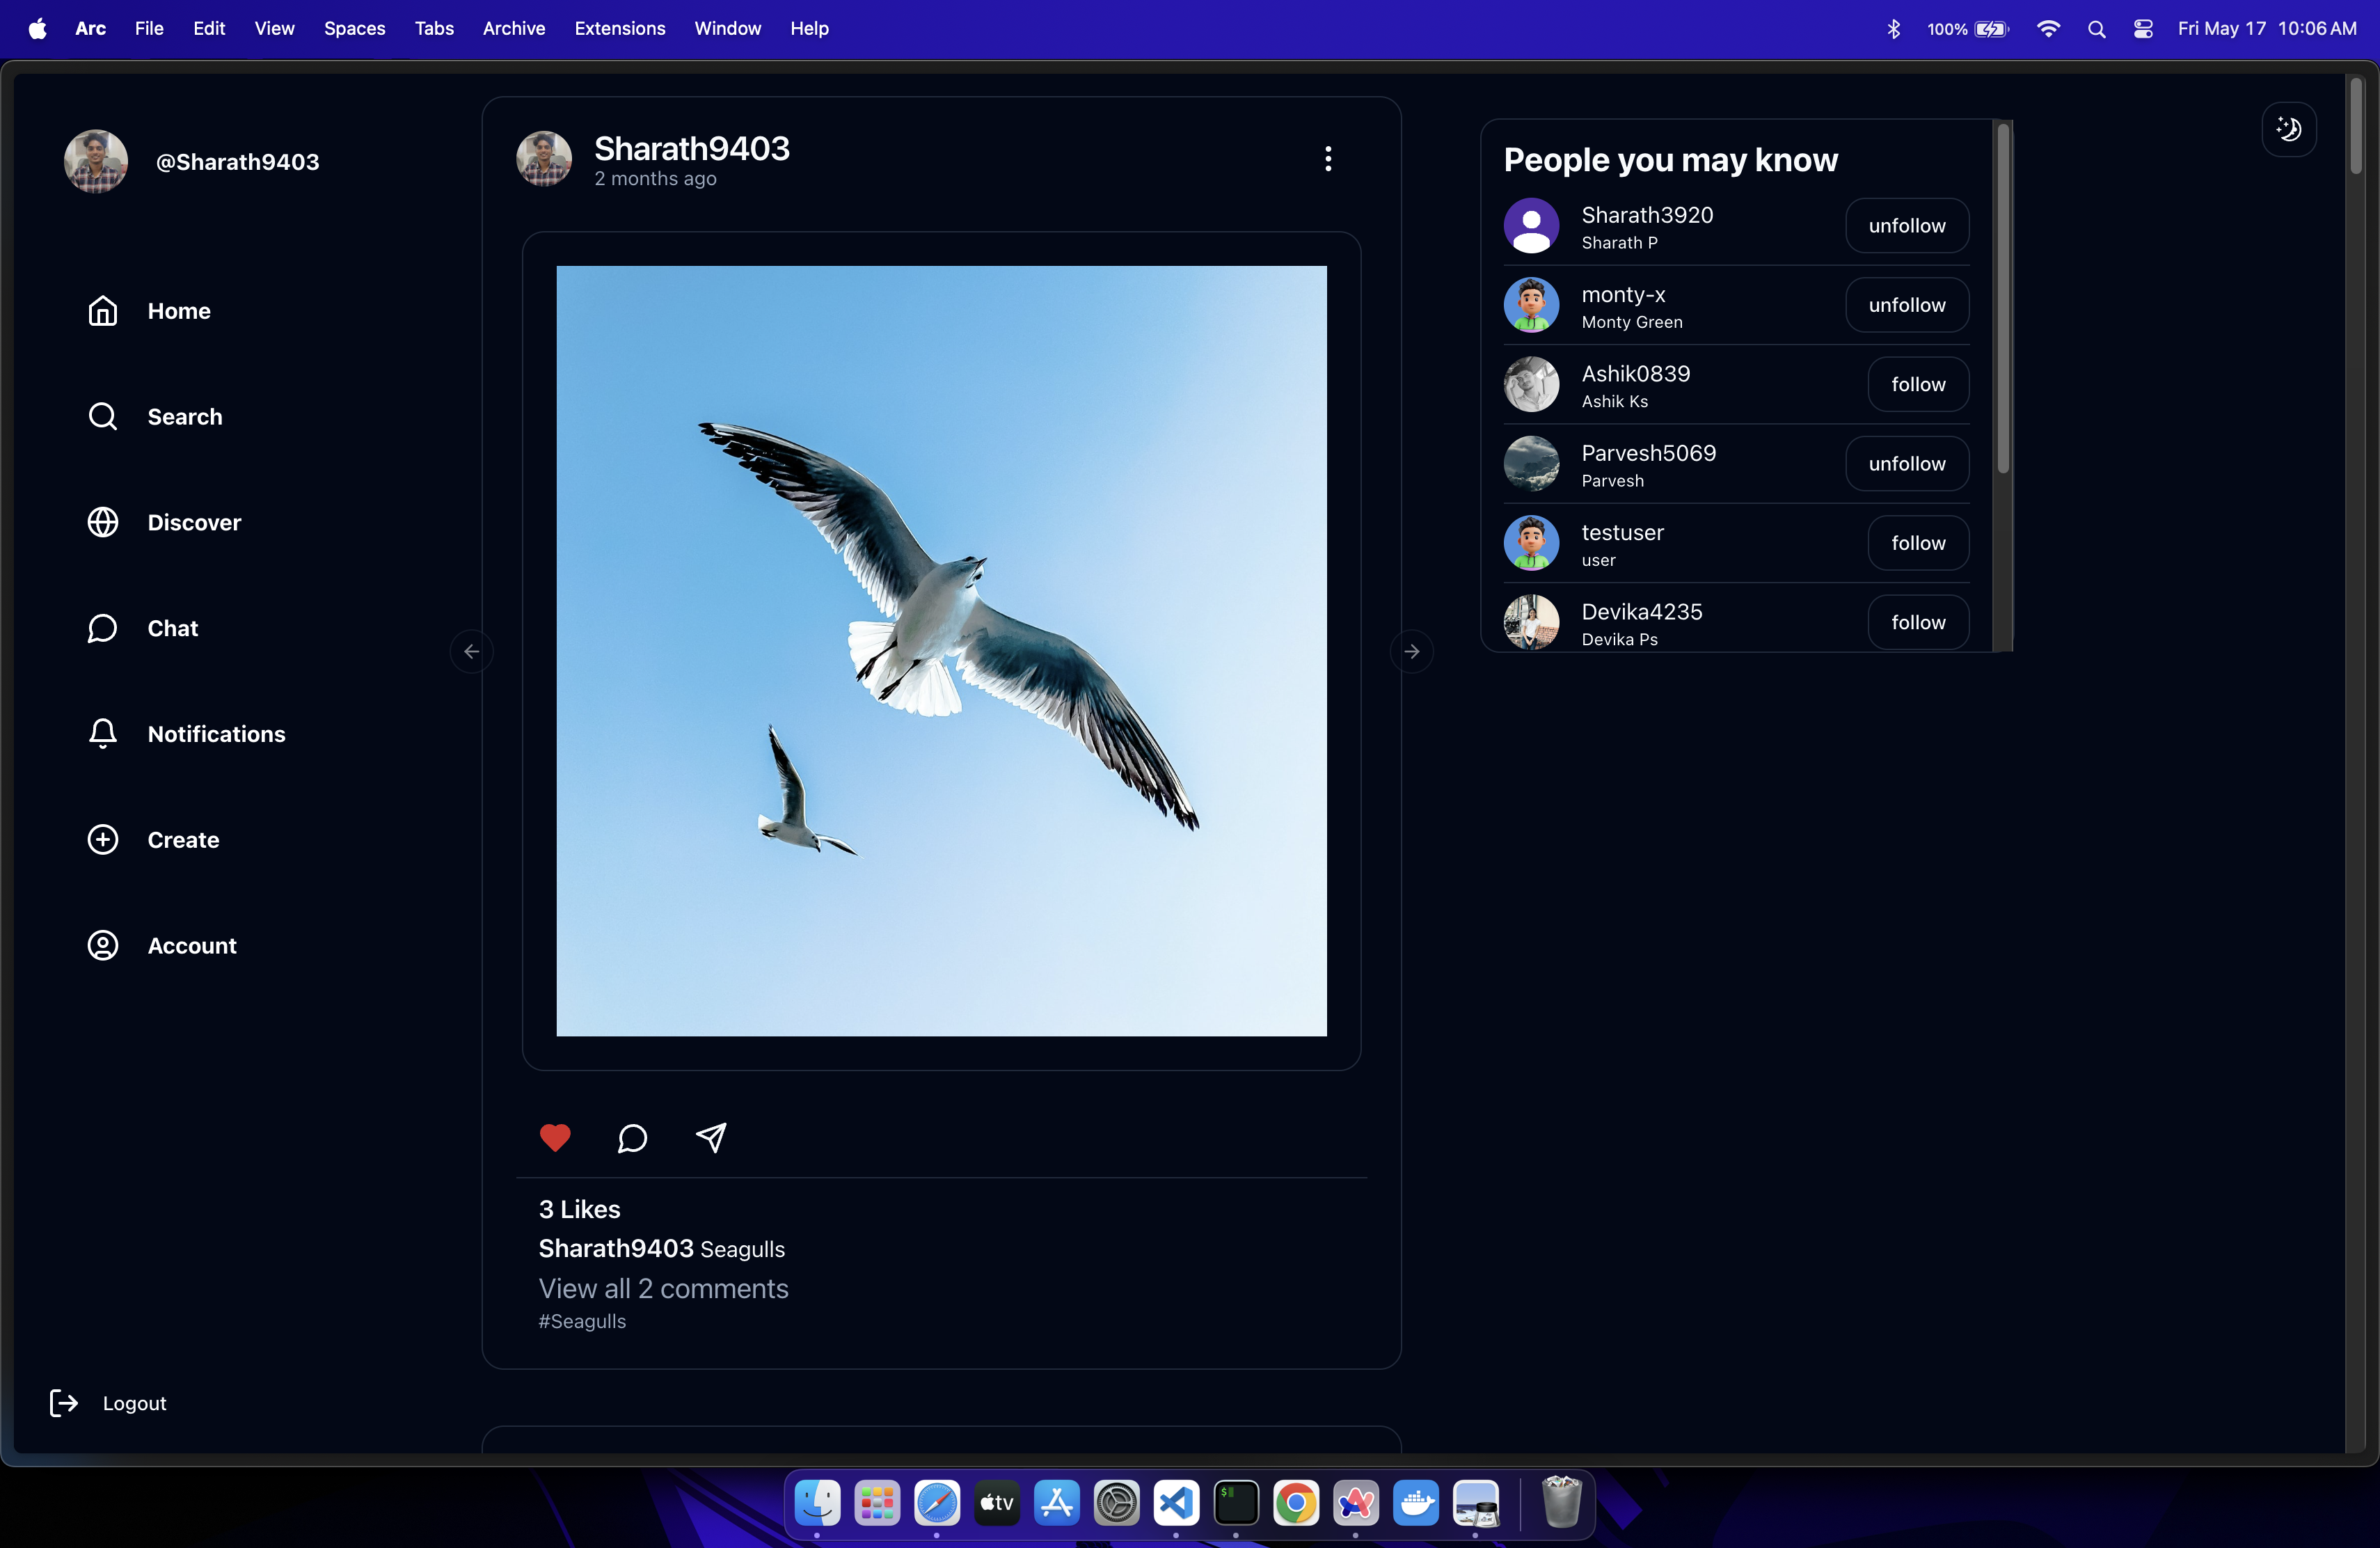 Arc File Edit View Spaces Tabs Archive Extensions Window Help 100% Fri May 17 10:06 AM
@Sharath9403
Home
Search
Discover
Chat
Notifications
Create
Account
Logout
Sharath9403
2 months ago
3 Likes
Sharath9403 Seagulls
View all 2 comments
#Seagulls
People you may know
Sharath3920
Sharath P
unfollow
monty-x
Monty Green
unfollow
Ashik0839
Ashik Ks
follow
Parvesh5069
Parvesh
unfollow
testuser
user
follow
Devika4235
Devika Ps
follow
tv
$